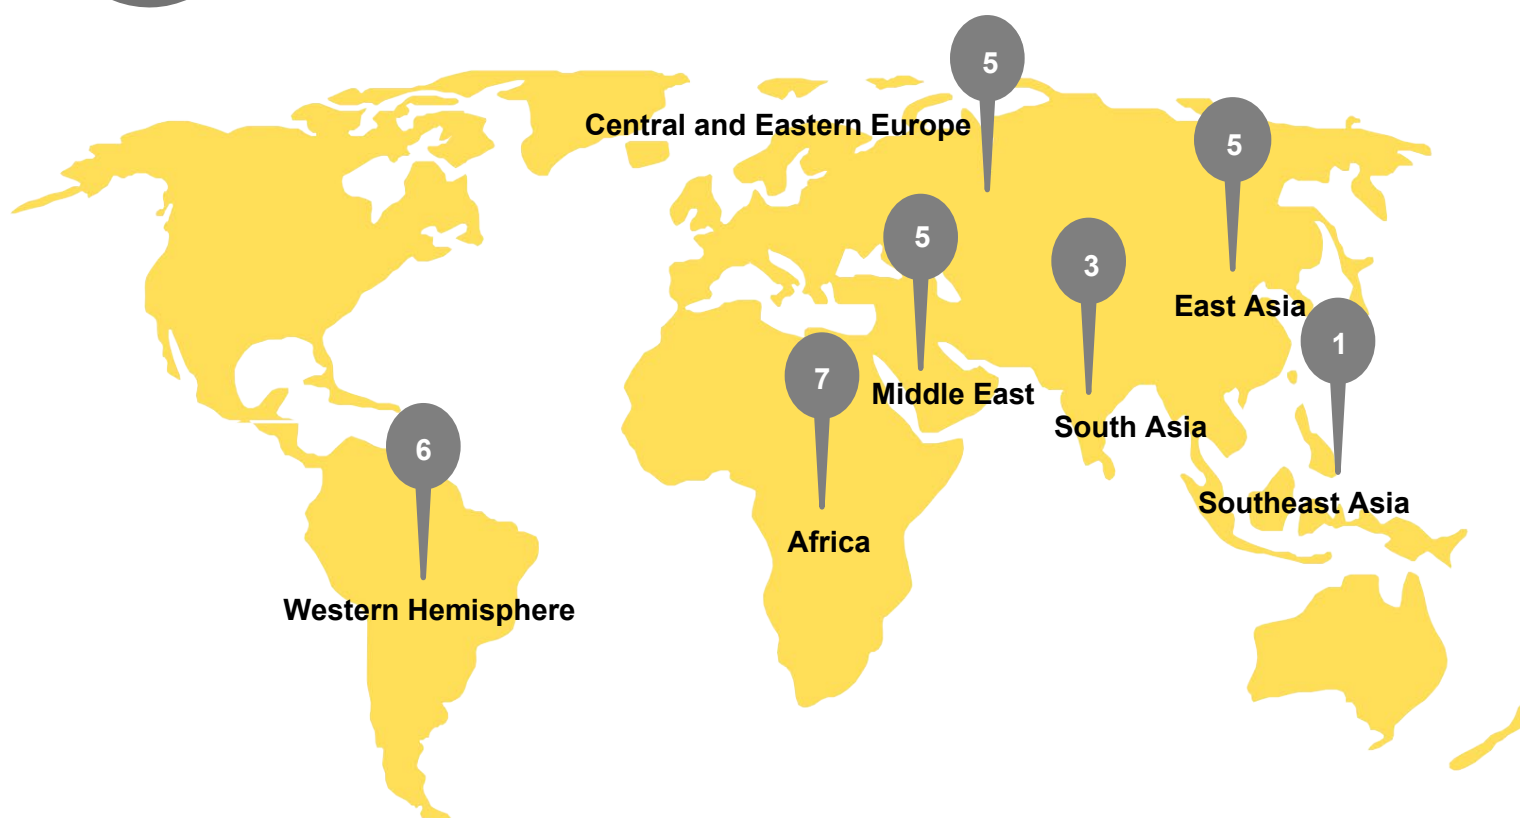 5
Central and Eastern Europe
5
5
3
East Asia
1
7
Middle East
South Asia
6
Southeast Asia
Africa
Western Hemisphere